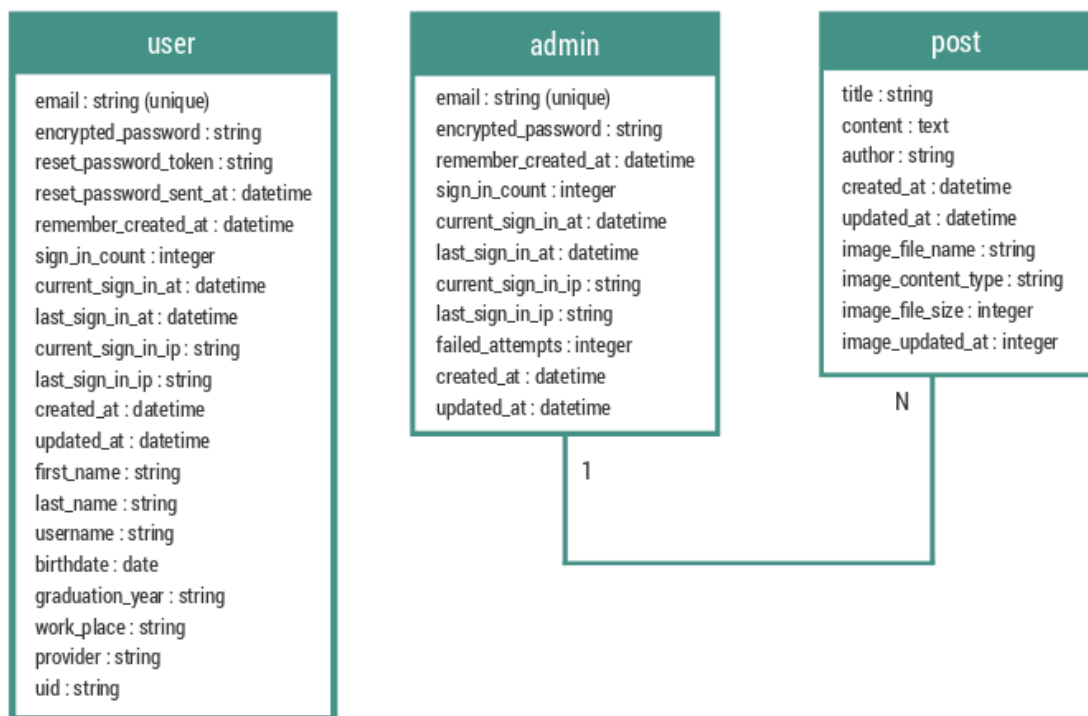 user
email : string (unique)
encrypted_password : string
reset_password_token : string
reset_password_sent_at : datetime
remember_created_at : datetime
sign_in_count : integer
current_sign_in_at : datetime
last_sign_in_at : datetime
current_sign_in_ip : string
last_sign_in_ip : string
created_at : datetime
updated_at : datetime
first_name : string
last_name : string
username : string
birthdate : date
graduation_year : string
work_place : string
provider : string
uid : string
admin
email : string (unique)
encrypted_password : string
remember_created_at : datetime
sign_in_count : integer
current_sign_in_at : datetime
last_sign_in_at : datetime
current_sign_in_ip : string
last_sign_in_ip : string
failed_attempts : integer
created_at : datetime
updated_at : datetime
1
post
title : string
content : text
author : string
created_at : datetime
updated_at : datetime
image_file_name : string
image_content_type : string
image_file_size : integer
image_updated_at : integer
N